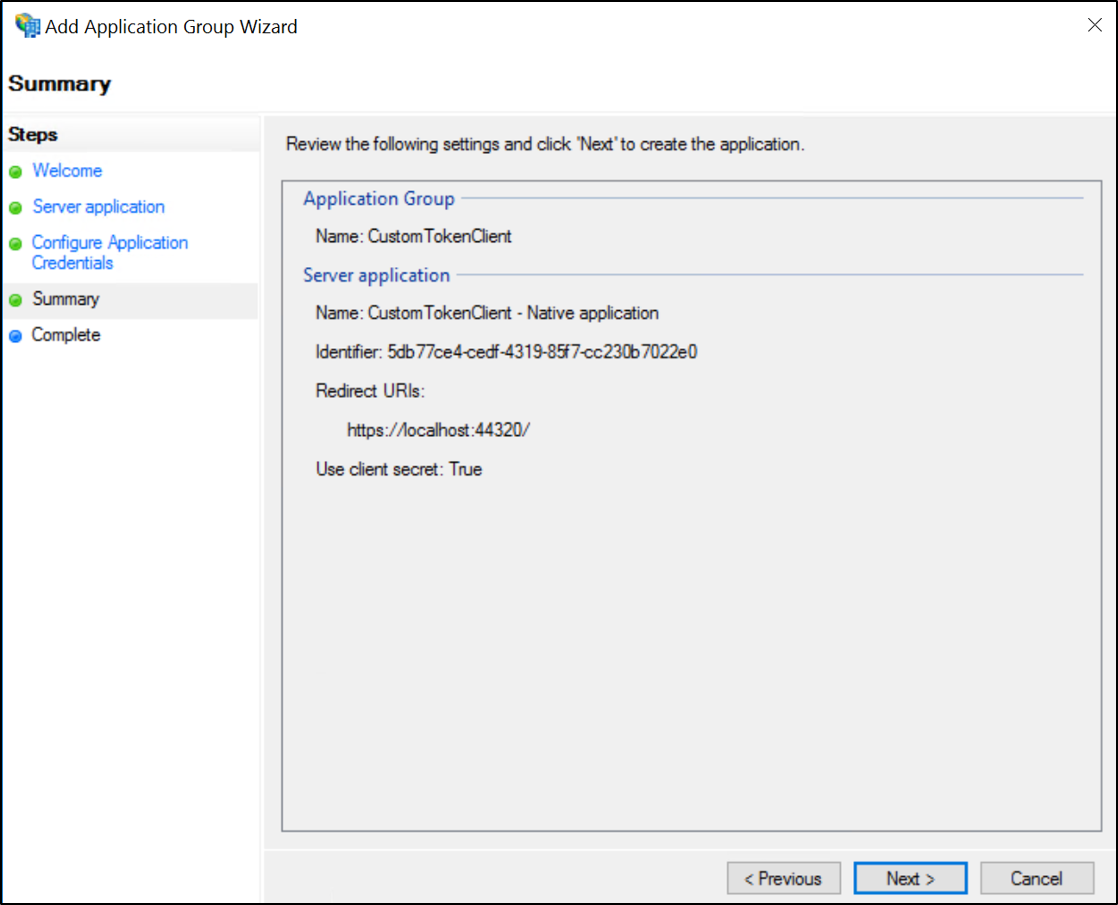 Add Application Group Wizard
Summary
Steps
Welcome
Server application
Configure Application
Credentials
Summary
Complete
Review the following settings and click 'Next' to create the application.
Application Group
Name: CustomTokenClient
Server application
Name: CustomTokenClient - Native application
Identifier: 5db77ce4-cedf-4319-85f7-cc230b7022e0
Redirect URIs:
https://localhost:44320/
Use client secret: True
< Previous
Next >
Cancel